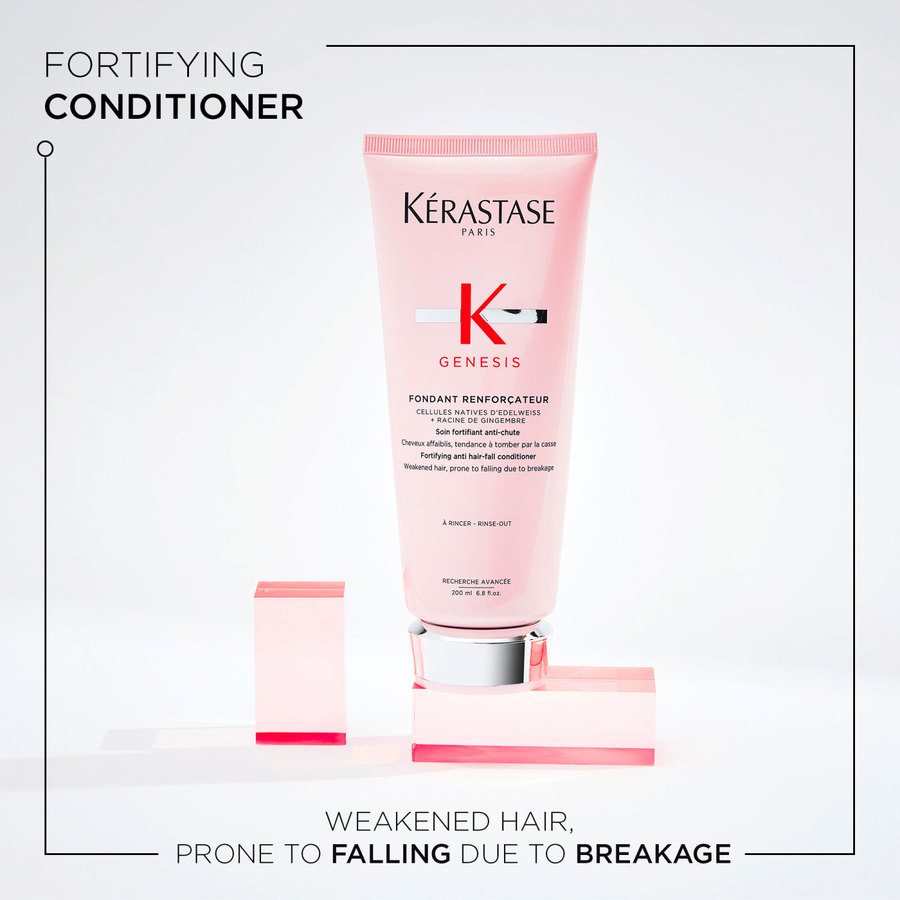 FORTIFYING
CONDITIONER
KÉRASTASE
PARIS
K
GENESIS
FONDANT RENFORÇATEUR
CELLULES NATIVES D'EDELWEISS
+ RACINE DE GINGEMBRE
Soin fortifiant anti-chute
Cheveux affaiblis, tendance à tomber par la casse
Fortifying anti hair-fall conditioner
Weakened hair, prone to falling due to breakage
À RINCER - RINSE-OUT
RECHERCHE AVANCÉE
200 ml 6.8 fl.oz.
WEAKENED HAIR,
PRONE TO FALLING DUE TO BREAKAGE